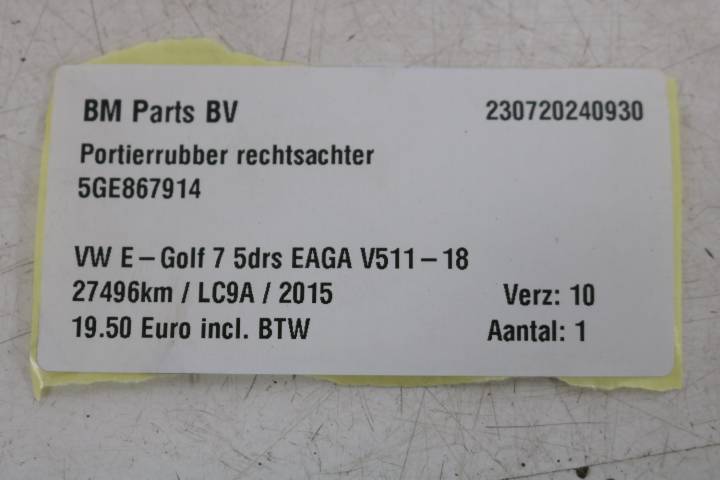 BM Parts BV 230720240930
Portierrubber rechtsachter
5GE867914
VW E-Golf 7 5drs EAGA V511-18
27496km / LC9A / 2015 Verz: 10
19.50 Euro incl. BTW Aantal: 1